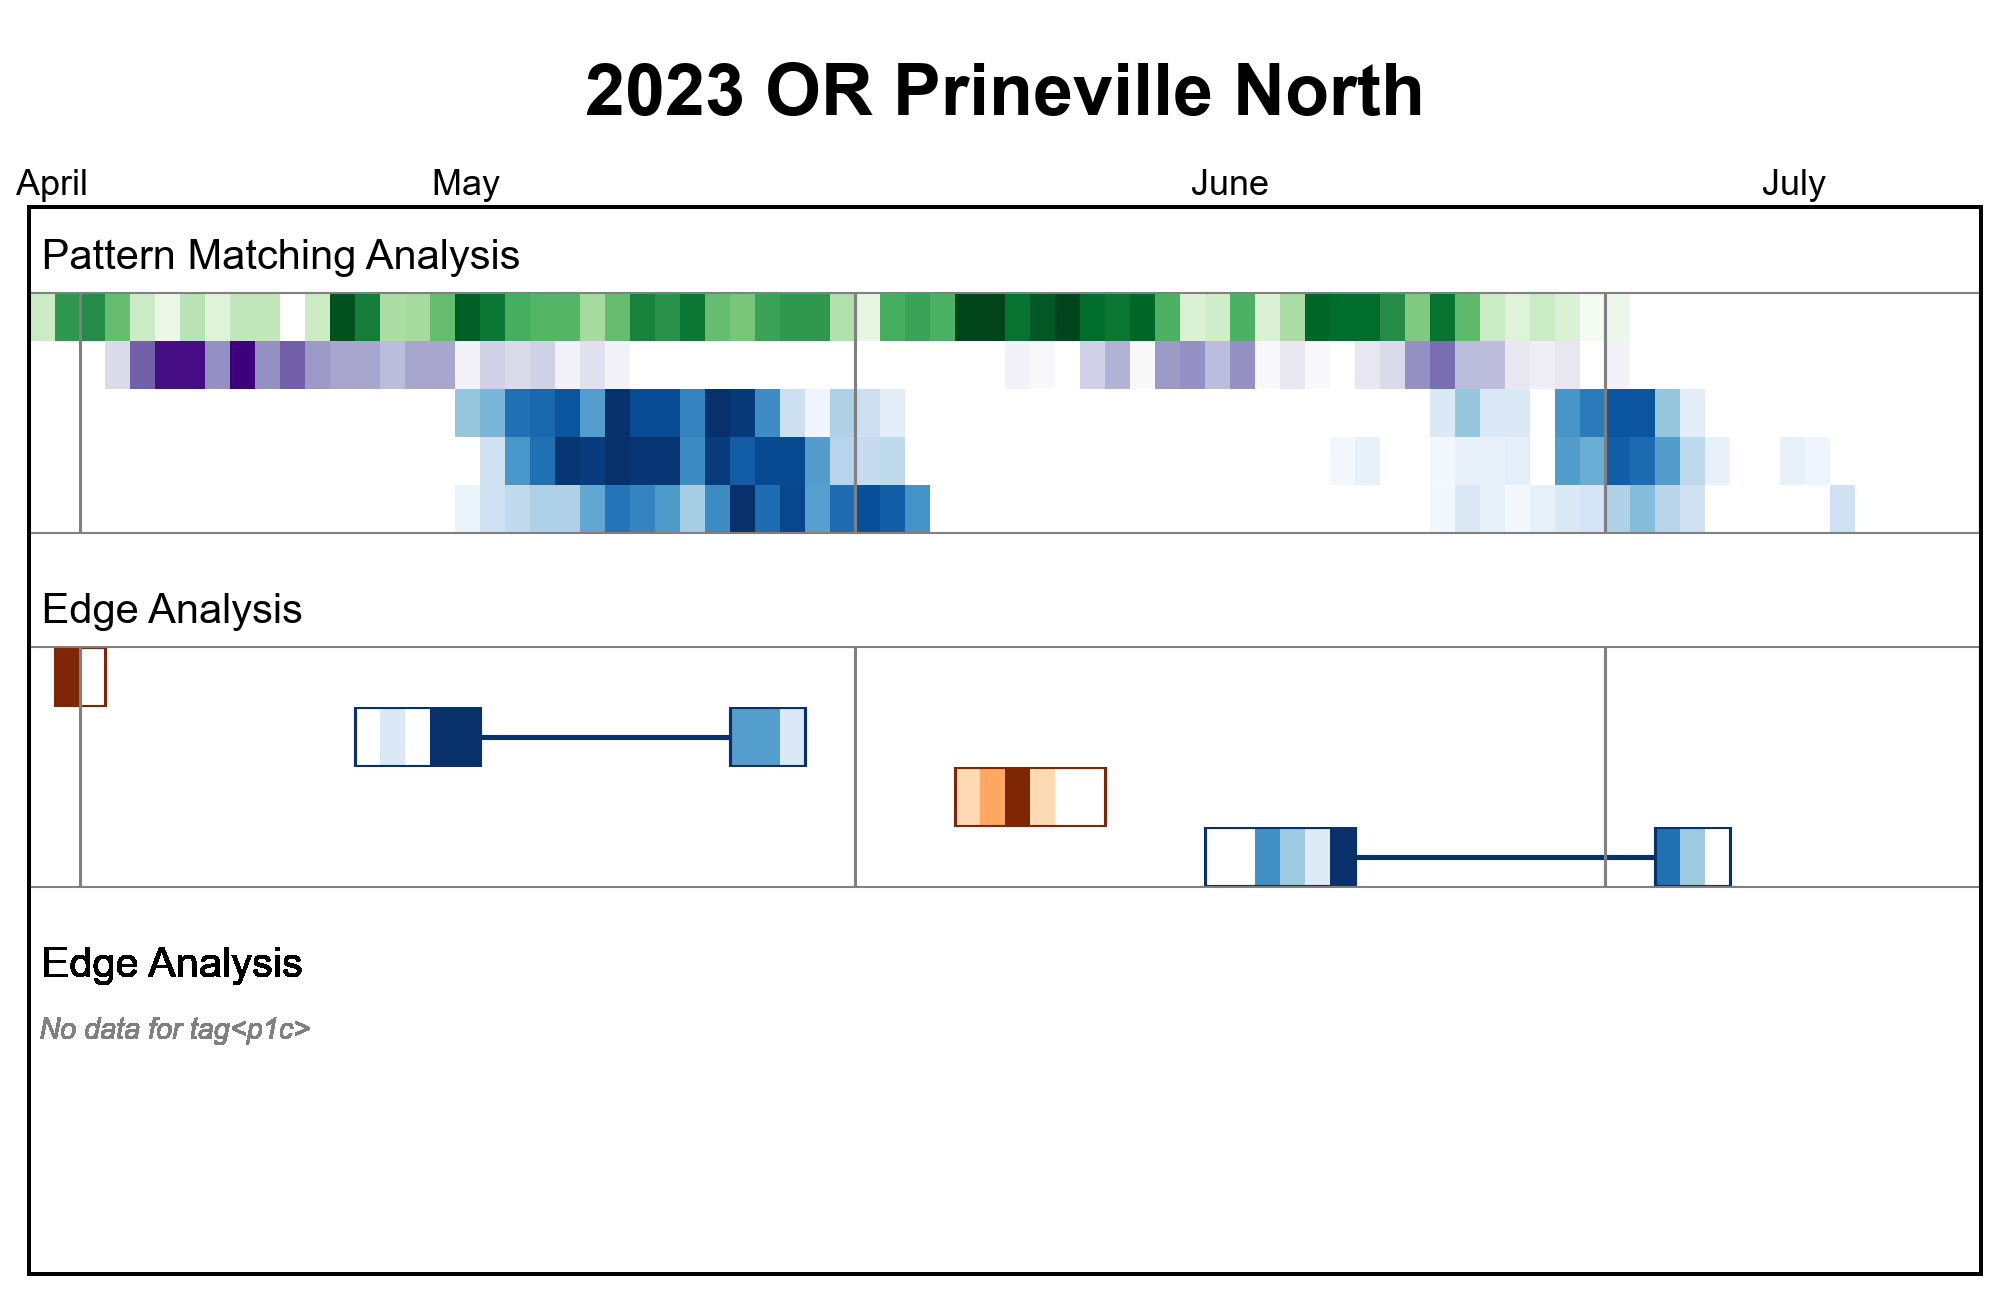 2023 OR Prineville North
April May June July
Pattern Matching Analysis
Edge Analysis
Edge Analysis
No data for tag<p1c>